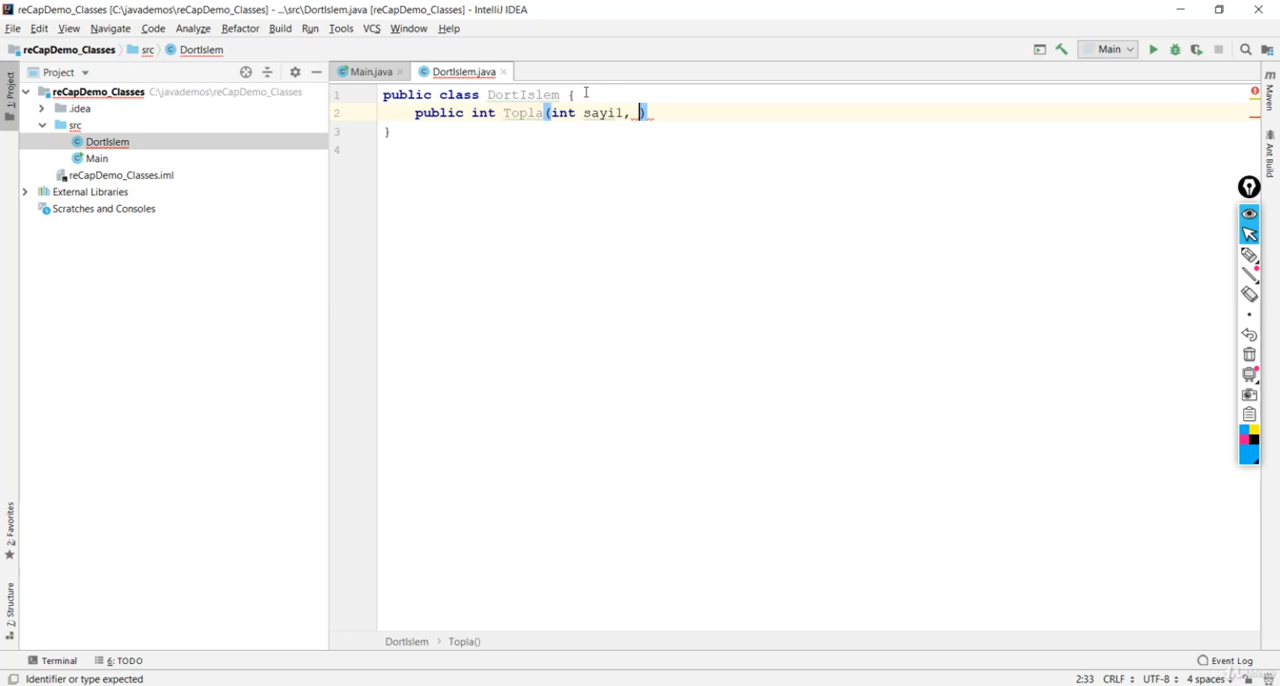 reCapDemo_Classes [C:\javademos\reCapDemo_Classes] - ...\src\DortIslem.java [reCapDemo_Classes] - IntelliJ IDEA
File Edit View Navigate Code Analyze Refactor Build Run Tools VCS Window Help
reCapDemo_Classes src DortIslem Main
Project Main.java DortIslem.java
1: Project
reCapDemo_Classes C:\javademos\reCapDemo_Classes
.idea
src
DortIslem
Main
reCapDemo_Classes.iml
External Libraries
Scratches and Consoles
1 public class DortIslem {
2 public int Topla(int sayi1, )
3 }
4
Maven
Ant Build
2: Favorites
7: Structure
DortIslem › Topla()
Terminal 6: TODO Event Log
Identifier or type expected 2:33 CRLF UTF-8 4 spaces